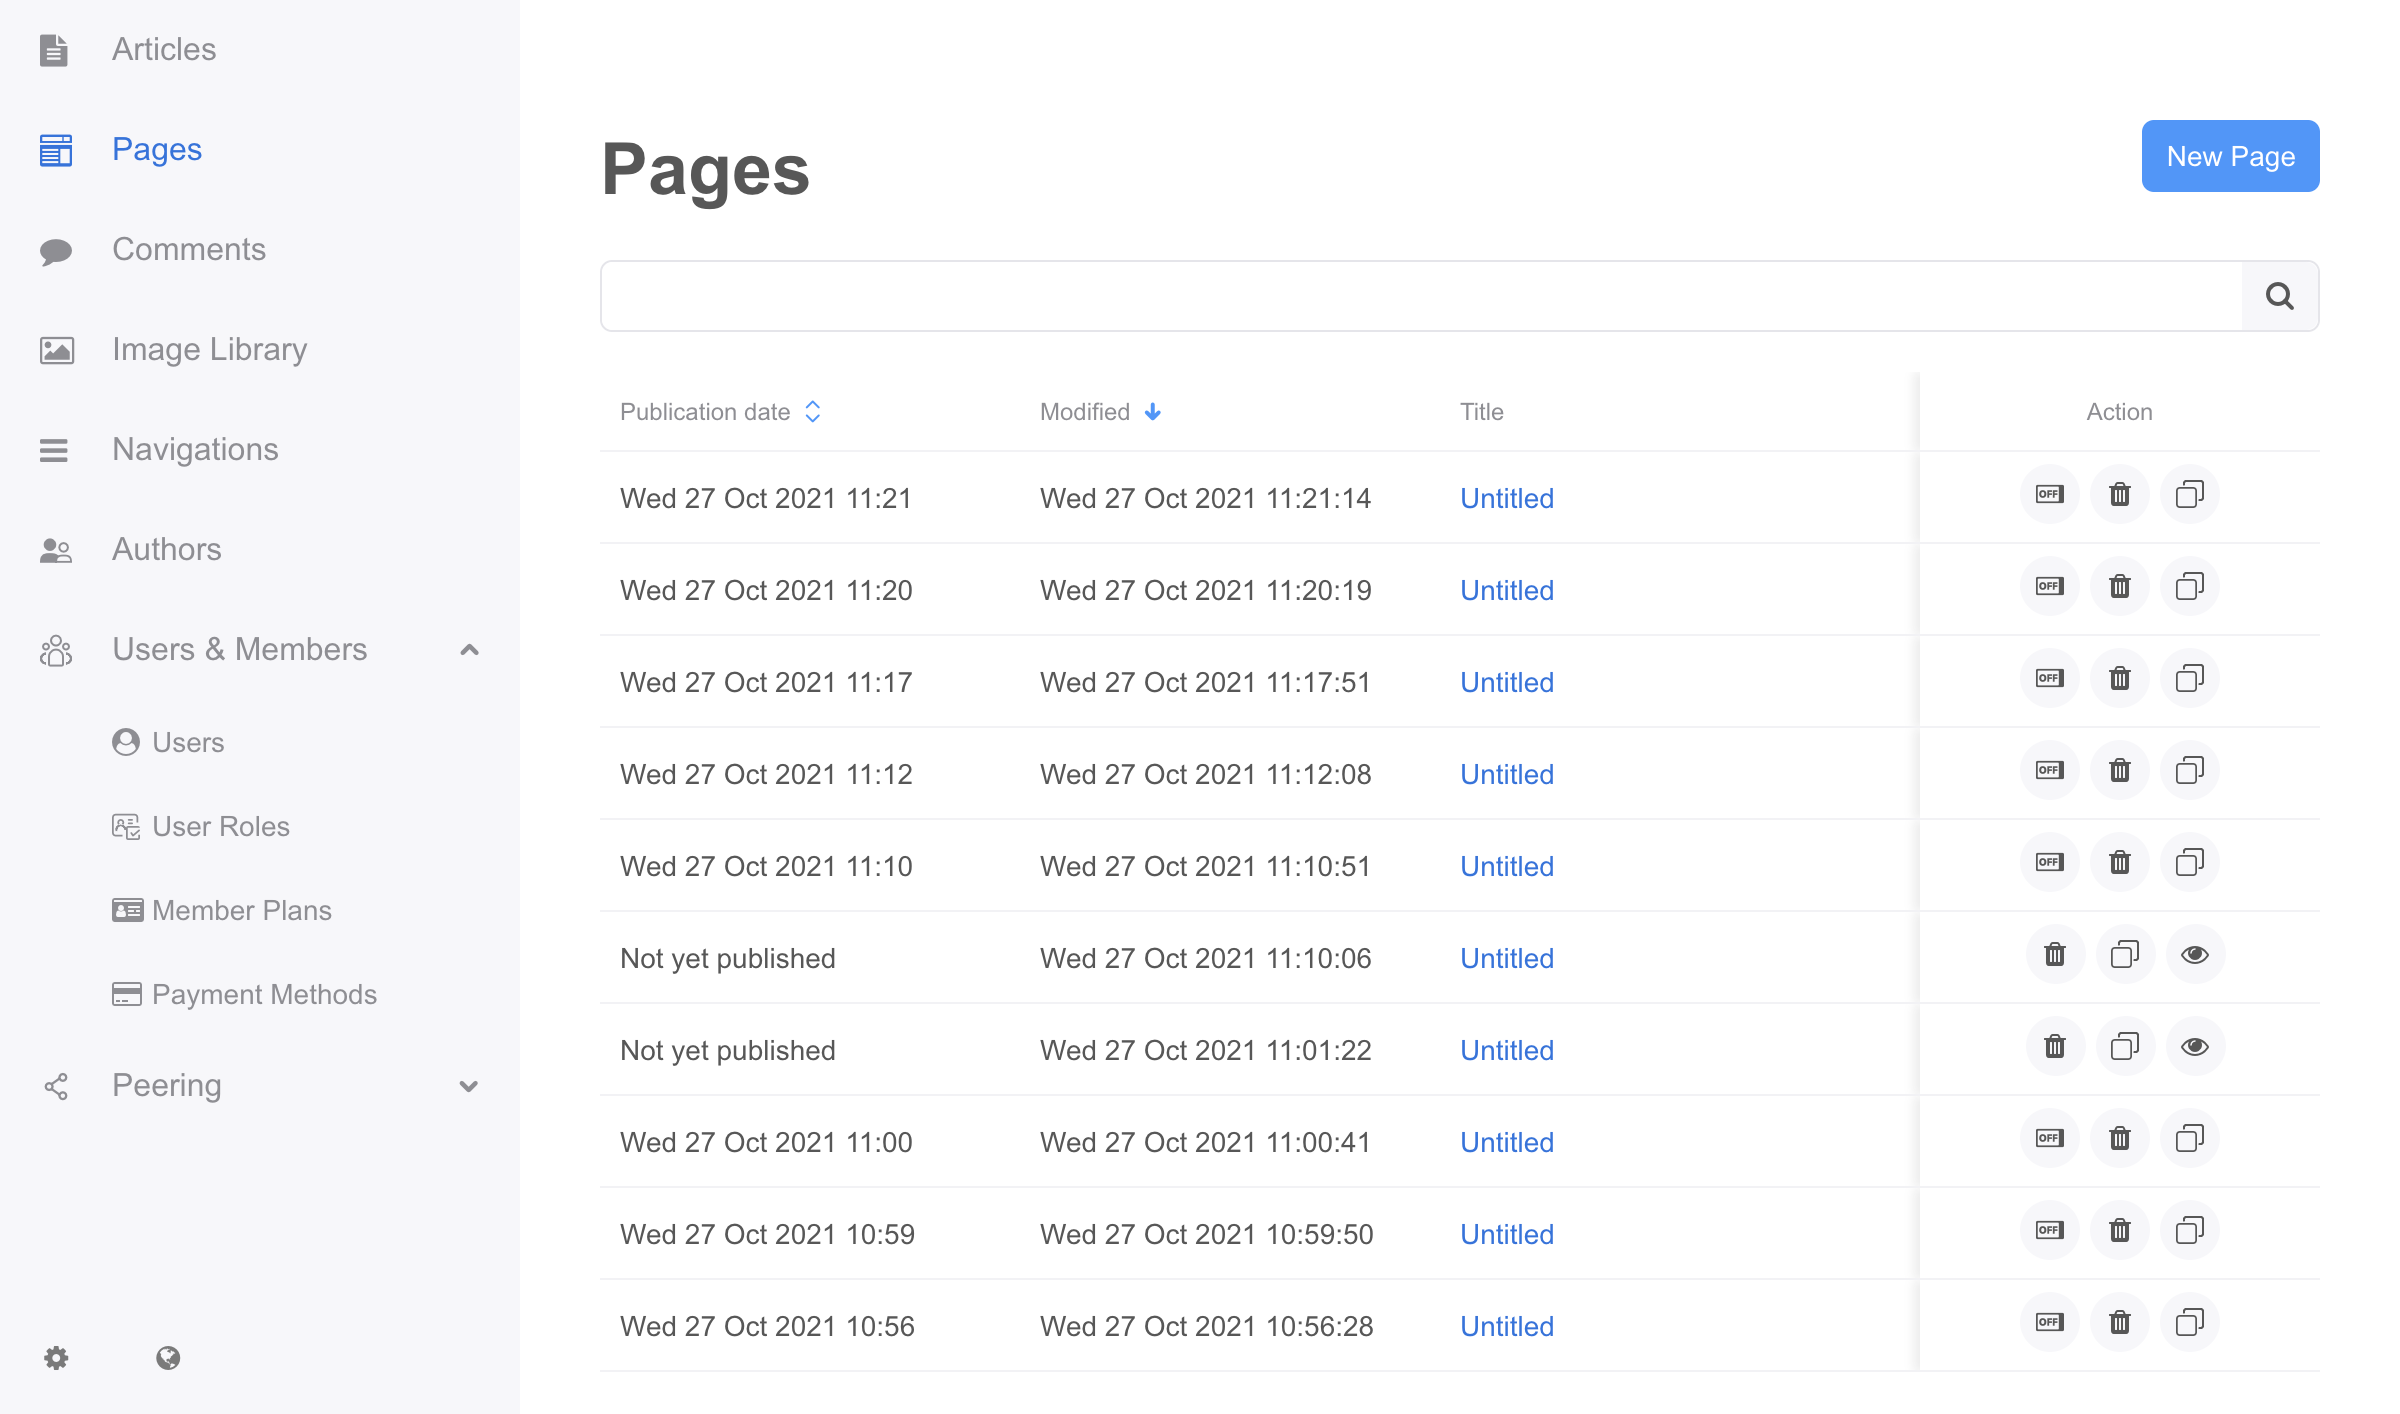 Articles
Pages
Comments
Image Library
Navigations
Authors
Users & Members
Users
User Roles
Member Plans
Payment Methods
Peering
Pages
New Page
Publication date Modified Title Action
Wed 27 Oct 2021 11:21 Wed 27 Oct 2021 11:21:14 Untitled OFF
Wed 27 Oct 2021 11:20 Wed 27 Oct 2021 11:20:19 Untitled OFF
Wed 27 Oct 2021 11:17 Wed 27 Oct 2021 11:17:51 Untitled OFF
Wed 27 Oct 2021 11:12 Wed 27 Oct 2021 11:12:08 Untitled OFF
Wed 27 Oct 2021 11:10 Wed 27 Oct 2021 11:10:51 Untitled OFF
Not yet published Wed 27 Oct 2021 11:10:06 Untitled
Not yet published Wed 27 Oct 2021 11:01:22 Untitled
Wed 27 Oct 2021 11:00 Wed 27 Oct 2021 11:00:41 Untitled OFF
Wed 27 Oct 2021 10:59 Wed 27 Oct 2021 10:59:50 Untitled OFF
Wed 27 Oct 2021 10:56 Wed 27 Oct 2021 10:56:28 Untitled OFF